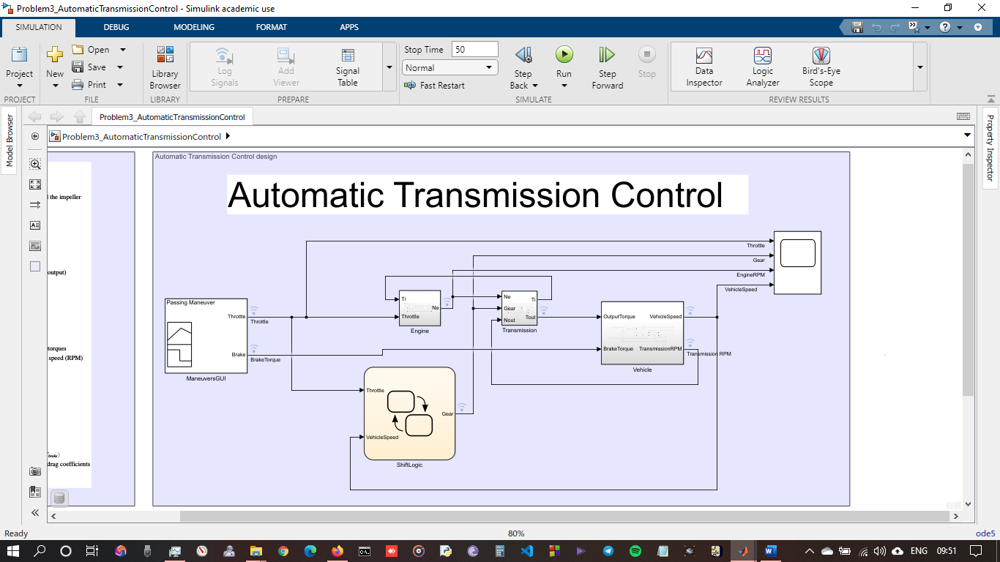 Problem3_AutomaticTransmissionControl - Simulink academic use
SIMULATION DEBUG MODELING FORMAT APPS
Project
PROJECT
New
Open
Save
Print
FILE
Library
Browser
LIBRARY
Log
Signals
Add
Viewer
Signal
Table
PREPARE
Stop Time 50
Normal
Fast Restart
Step
Back
Run
Step
Forward
Stop
SIMULATE
Data
Inspector
Logic
Analyzer
Bird's-Eye
Scope
REVIEW RESULTS
Model Browser
Problem3_AutomaticTransmissionControl
Property Inspector
Problem3_AutomaticTransmissionControl
the impeller
output)
torques
speed (RPM)
brake)
drag coefficients
Automatic Transmission Control design
Automatic Transmission Control
Throttle
Gear
EngineRPM
VehicleSpeed
Passing Maneuver
Throttle
Throttle
Brake
BrakeTorque
ManeuversGUI
Ti
Throttle
Ne
Engine
Ne
Gear
Nout
Ti
Tout
Transmission
OutputTorque
BrakeTorque
VehicleSpeed
TransmissionRPM
Transmission RPM
Vehicle
Throttle
VehicleSpeed
Gear
ShiftLogic
Ready 80% ode5
ENG 09:51